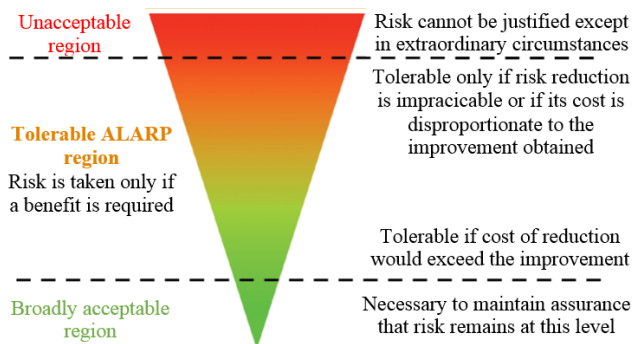 Unacceptable
region
Risk cannot be justified except
in extraordinary circumstances
Tolerable only if risk reduction
is impracicable or if its cost is
disproportionate to the
improvement obtained
Tolerable ALARP
region
Risk is taken only if
a benefit is required
Tolerable if cost of reduction
would exceed the improvement
Broadly acceptable
region
Necessary to maintain assurance
that risk remains at this level